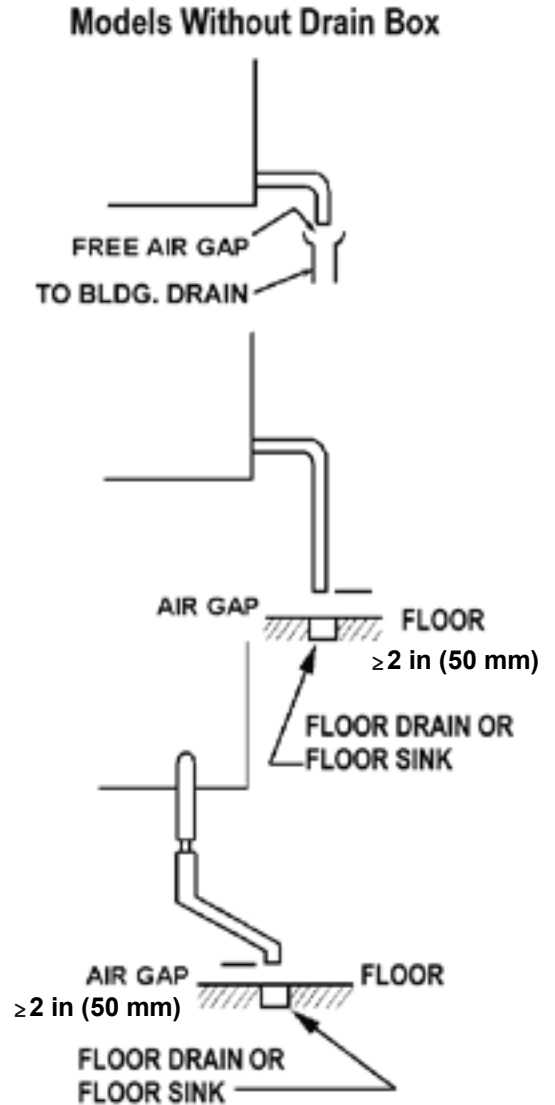 Models Without Drain Box
FREE AIR GAP
TO BLDG. DRAIN
AIR GAP
FLOOR
≥2 in (50 mm)
FLOOR DRAIN OR
FLOOR SINK
AIR GAP
FLOOR
≥2 in (50 mm)
FLOOR DRAIN OR
FLOOR SINK